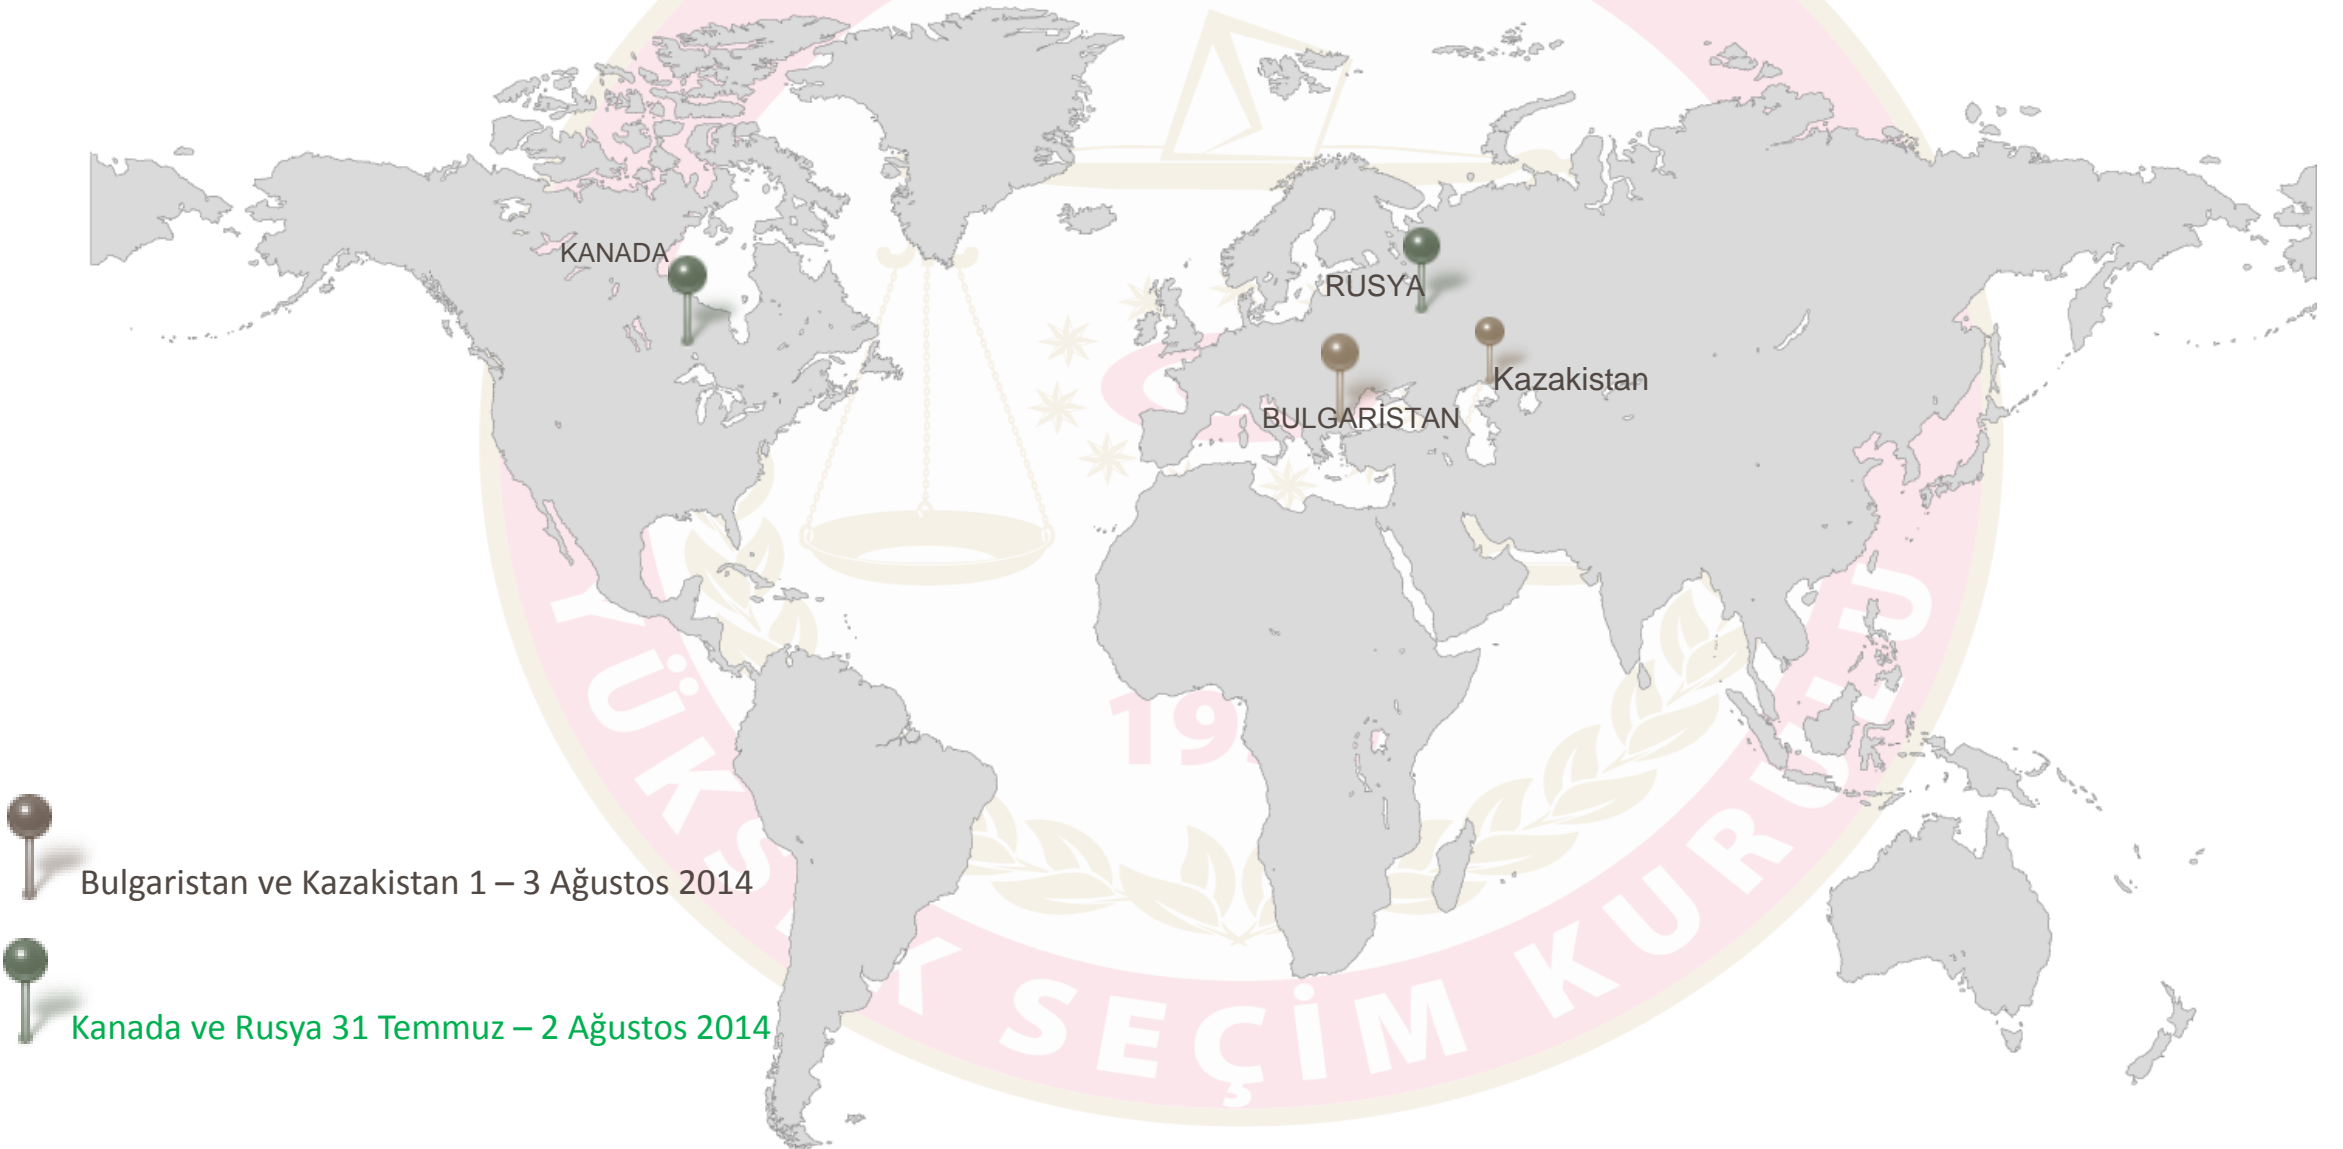 KANADA
RUSYA
Kazakistan
BULGARİSTAN
Bulgaristan ve Kazakistan 1 – 3 Ağustos 2014
Kanada ve Rusya 31 Temmuz – 2 Ağustos 2014
SEÇİM